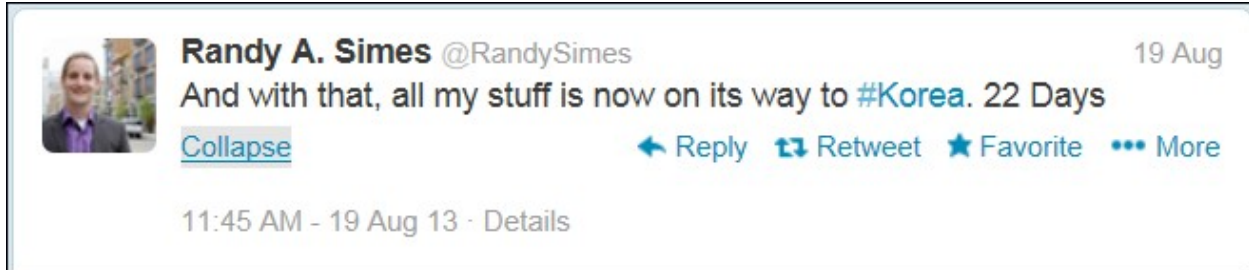 Randy A. Simes @RandySimes 19 Aug
And with that, all my stuff is now on its way to #Korea. 22 Days
Collapse Reply Retweet Favorite More
11:45 AM - 19 Aug 13 · Details